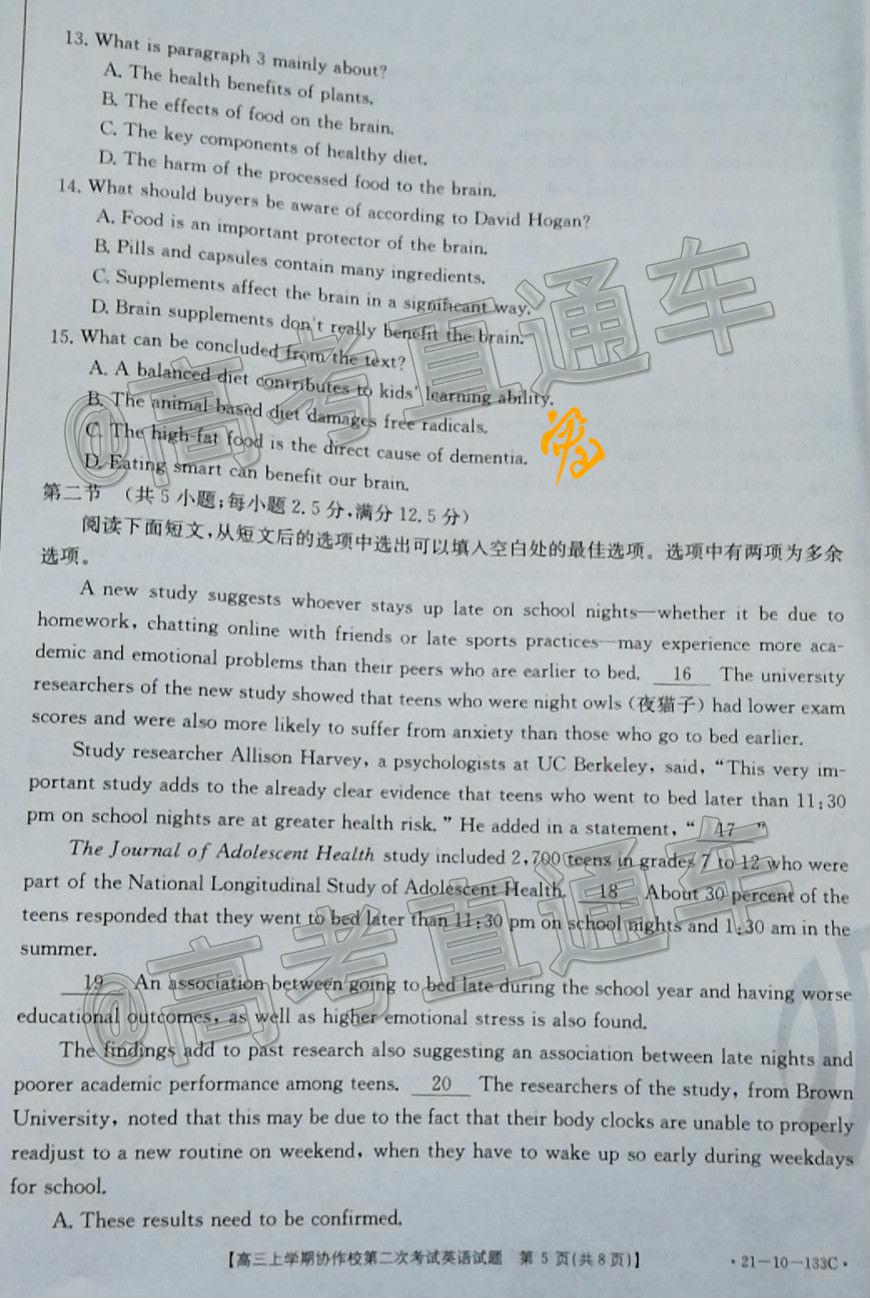 13. What is paragraph 3 mainly about?
A. The health benefits of plants.
B. The effects of food on the brain.
C. The key components of healthy diet.
D. The harm of the processed food to the brain.
14. What should buyers be aware of according to David Hogan?
A. Food is an important protector of the brain.
B. Pills and capsules contain many ingredients.
C. Supplements affect the brain in a significant way.
D. Brain supplements don't really benefit the brain.
15. What can be concluded from the text?
A. A balanced diet contributes to kids' learning ability.
B. The animal-based diet damages free radicals.
C. The high-fat food is the direct cause of dementia.
D. Eating smart can benefit our brain.
第二节 (共5小题;每小题2.5分,满分12.5分)
阅读下面短文,从短文后的选项中选出可以填入空白处的最佳选项。选项中有两项为多余
选项。
A new study suggests whoever stays up late on school nights—whether it be due to
homework, chatting online with friends or late sports practices—may experience more aca-
demic and emotional problems than their peers who are earlier to bed. 16 The university
researchers of the new study showed that teens who were night owls (夜猫子) had lower exam
scores and were also more likely to suffer from anxiety than those who go to bed earlier.
Study researcher Allison Harvey, a psychologists at UC Berkeley, said, "This very im-
portant study adds to the already clear evidence that teens who went to bed later than 11:30
pm on school nights are at greater health risk." He added in a statement, " 17 "
The Journal of Adolescent Health study included 2,700 teens in grades 7 to 12 who were
part of the National Longitudinal Study of Adolescent Health. 18 About 30 percent of the
teens responded that they went to bed later than 11:30 pm on school nights and 1:30 am in the
summer.
19 An association between going to bed late during the school year and having worse
educational outcomes, as well as higher emotional stress is also found.
The findings add to past research also suggesting an association between late nights and
poorer academic performance among teens. 20 The researchers of the study, from Brown
University, noted that this may be due to the fact that their body clocks are unable to properly
readjust to a new routine on weekend, when they have to wake up so early during weekdays
for school.
A. These results need to be confirmed.
【高三上学期协作校第二次考试英语试题 第5页(共8页)】 ·21-10-133C·
@高考直通车
@高考直通车